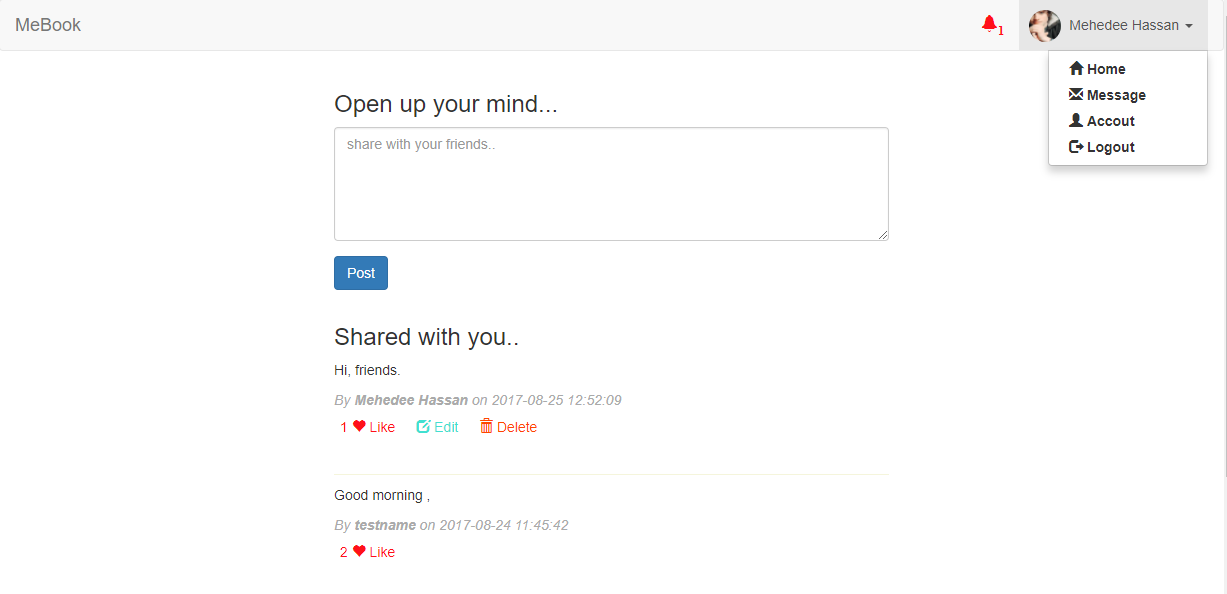 MeBook
1
Mehedee Hassan
Home
Message
Accout
Logout
Open up your mind...
share with your friends..
Post
Shared with you..
Hi, friends.
By Mehedee Hassan on 2017-08-25 12:52:09
1 Like Edit Delete
Good morning ,
By testname on 2017-08-24 11:45:42
2 Like